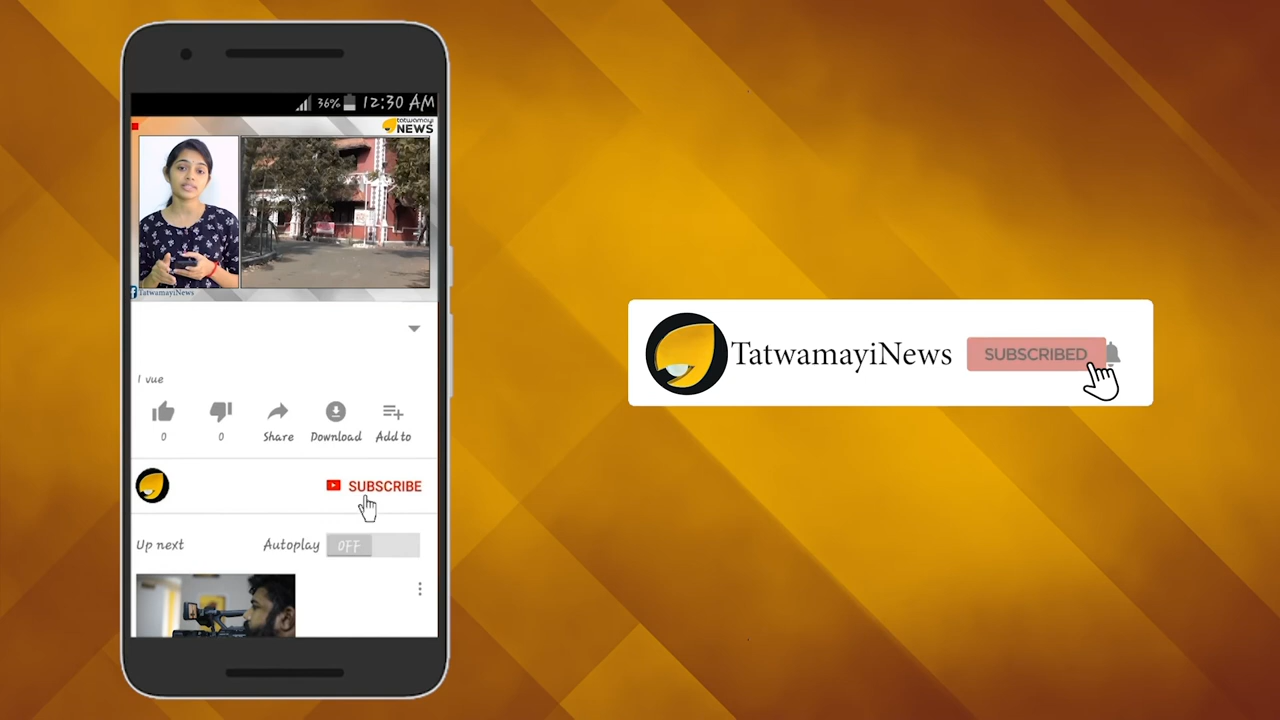 36% 12:30 AM
tatwamayi
NEWS
TatwamayiNews
1 vue
0 0 Share Download Add to
SUBSCRIBE
Up next Autoplay OFF
TatwamayiNews SUBSCRIBED